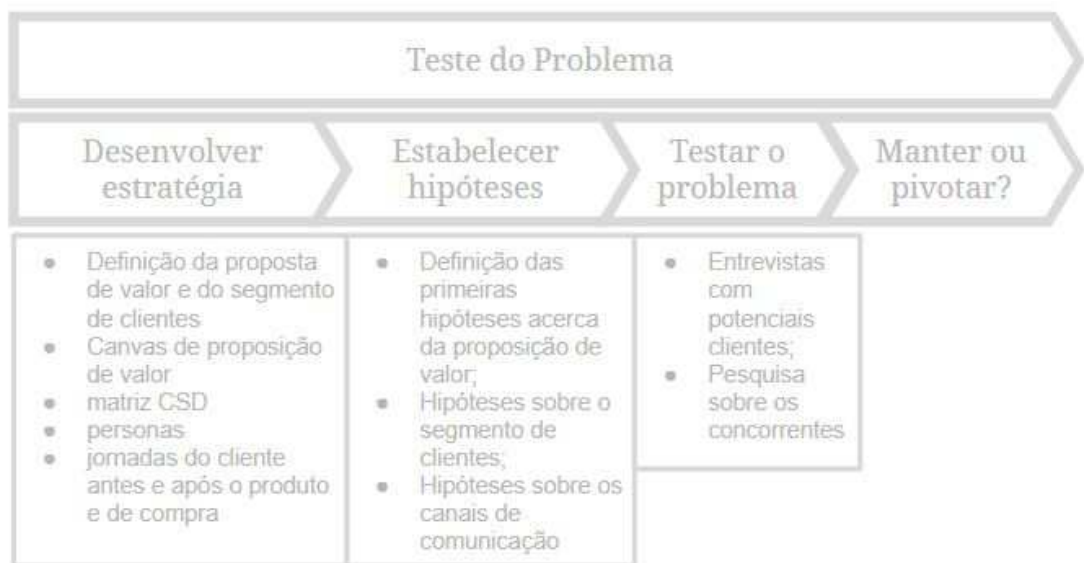 Teste do Problema
Desenvolver
estratégia
Estabelecer
hipóteses
Testar o
problema
Manter ou
pivotar?
● Definição da proposta
de valor e do segmento
de clientes
● Canvas de proposição
de valor
● matriz CSD
● personas
● jornadas do cliente
antes e após o produto
e de compra
● Definição das
primeiras
hipóteses acerca
da proposição de
valor;
● Hipóteses sobre o
segmento de
clientes;
● Hipóteses sobre os
canais de
comunicação
● Entrevistas
com
potenciais
clientes;
● Pesquisa
sobre os
concorrentes